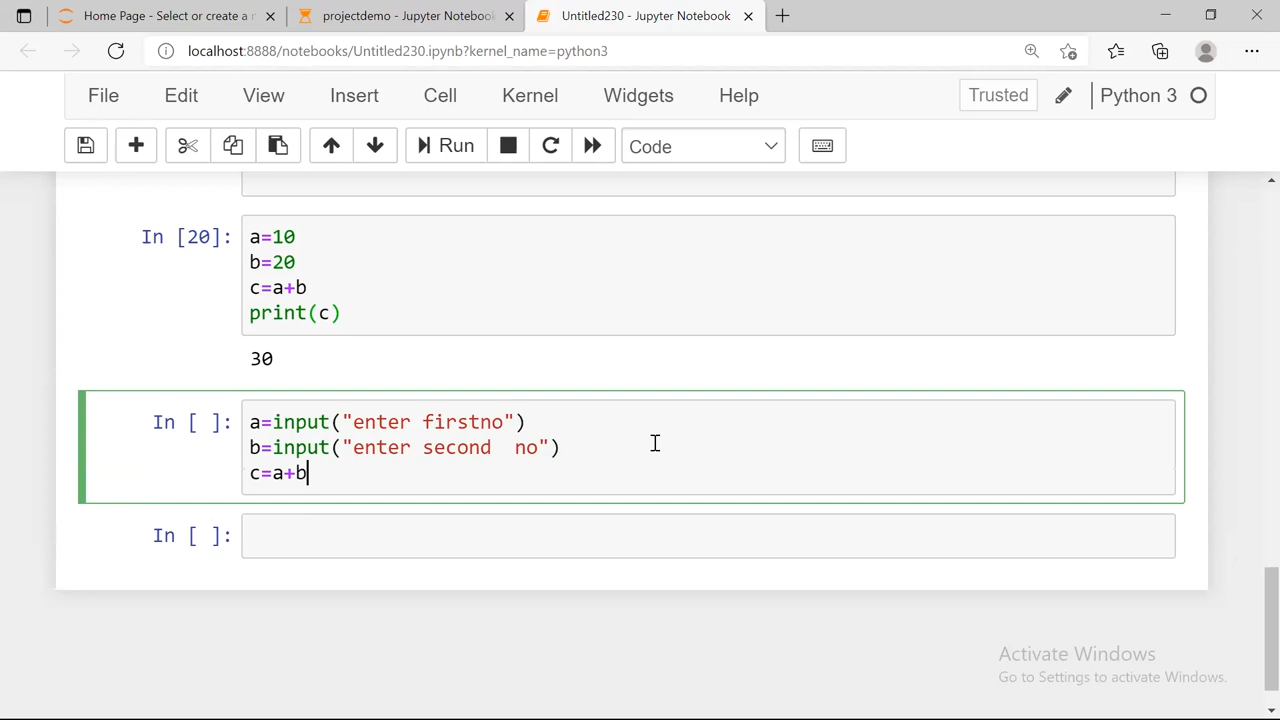 Home Page - Select or create a r
projectdemo - Jupyter Notebook
Untitled230 - Jupyter Notebook
localhost:8888/notebooks/Untitled230.ipynb?kernel_name=python3
File Edit View Insert Cell Kernel Widgets Help Trusted Python 3
Run Code
In [20]: a=10
b=20
c=a+b
print(c)
30
In [ ]: a=input("enter firstno")
b=input("enter second  no")
c=a+b
In [ ]:
Activate Windows
Go to Settings to activate Windows.